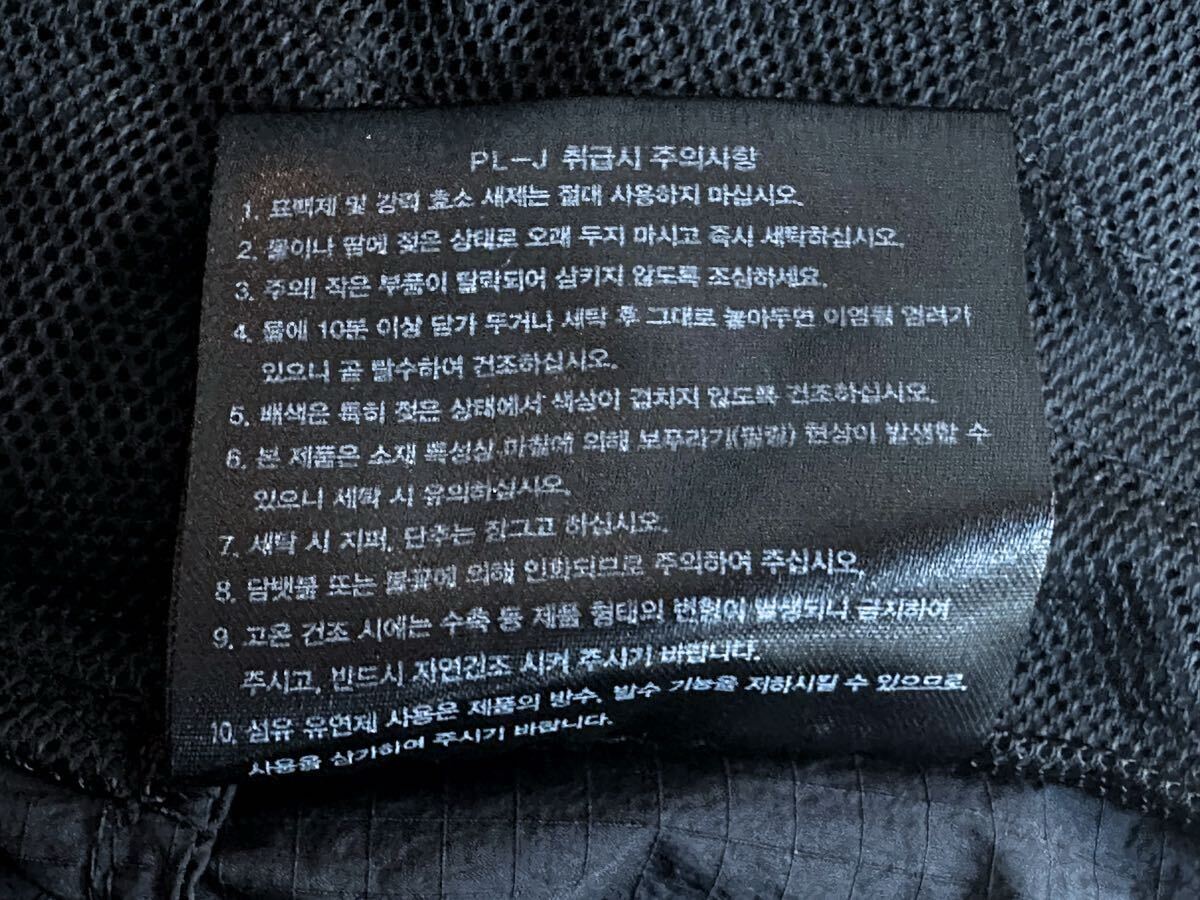 PL-J 취급시 주의사항
1. 표백제 및 강력 효소 세제는 절대 사용하지 마십시오.
2. 물이나 땀에 젖은 상태로 오래 두지 마시고 즉시 세탁하십시오.
3. 주의! 작은 부품이 탈락되어 삼키지 않도록 조심하세요.
4. 물에 10분 이상 담가 두거나 세탁 후 그대로 놓아두면 이염될 염려가
있으니 곧 탈수하여 건조하십시오.
5. 배색은 특히 젖은 상태에서 색상이 겹치지 않도록 건조하십시오.
6. 본 제품은 소재 특성상 마찰에 의해 보푸라기(필링) 현상이 발생할 수
있으니 세탁 시 유의하십시오.
7. 세탁 시 지퍼, 단추는 잠그고 하십시오.
8. 담뱃불 또는 불꽃에 의해 인화되므로 주의하여 주십시오.
9. 고온 건조 시에는 수축 등 제품 형태의 변형이 발생되니 금지하여
주시고, 반드시 자연건조 시켜 주시기 바랍니다.
10. 섬유 유연제 사용은 제품의 방수, 발수 기능을 저하시킬 수 있으므로,
사용을 삼가하여 주시기 바랍니다.